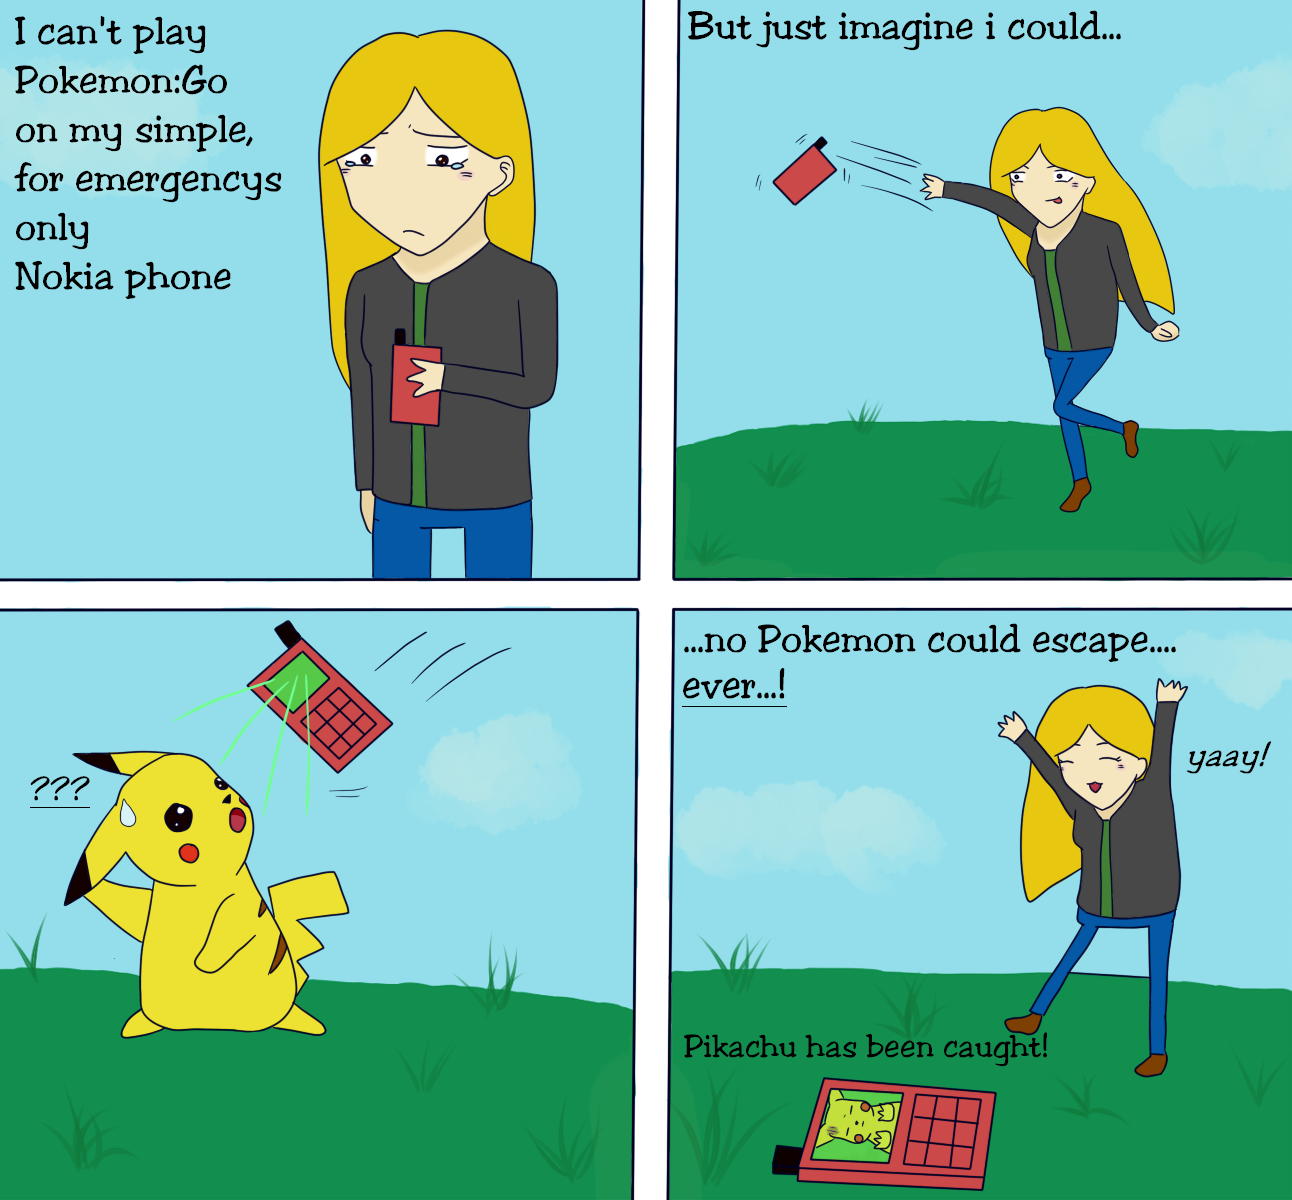 I can't play
Pokemon:Go
on my simple,
for emergencys
only
Nokia phone
But just imagine i could...
???
...no Pokemon could escape....
ever...!
yaay!
Pikachu has been caught!